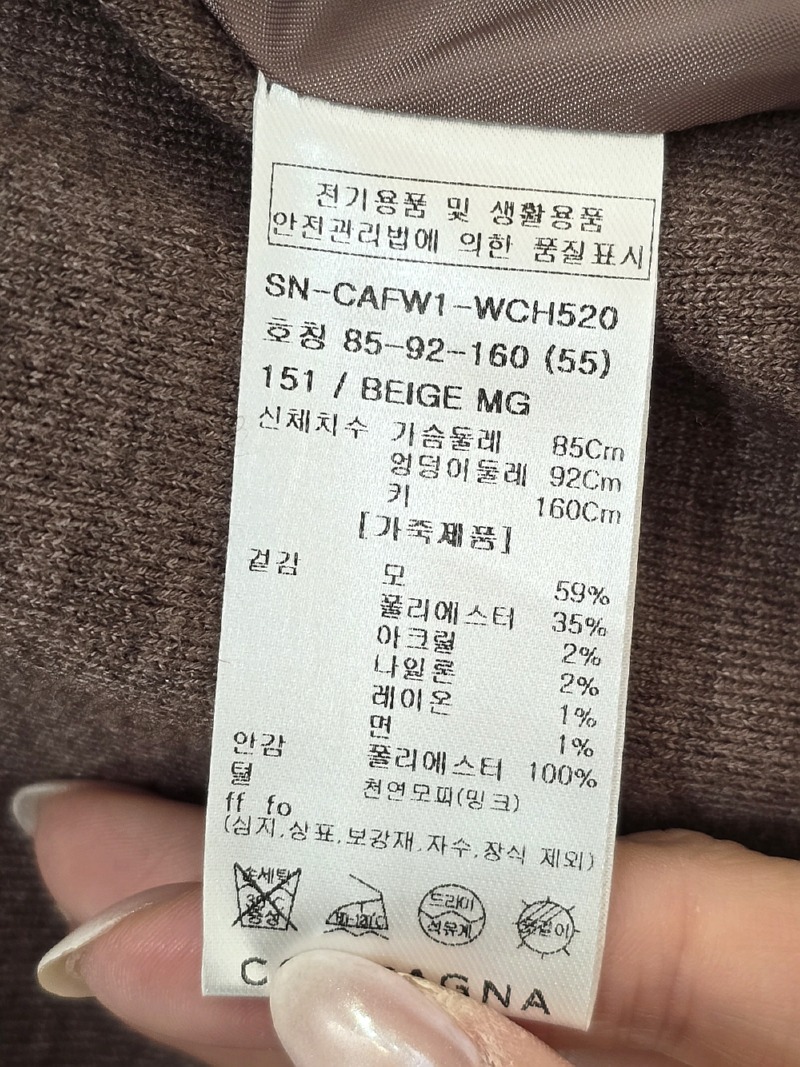 전기용품 및 생활용품
안전관리법에 의한 품질표시
SN-CAFW1-WCH520
호칭 85-92-160 (55)
151 / BEIGE MG
신체치수 가슴둘레 85Cm
엉덩이둘레 92Cm
키 160Cm
[가죽제품]
겉감 모 59%
폴리에스터 35%
아크릴 2%
나일론 2%
레이온 1%
면 1%
안감 폴리에스터 100%
털 천연모피(밍크)
ff fo
(심지,상표,보강재,자수,장식 제외)
손세탁
30°C
중성
드라이
석유계